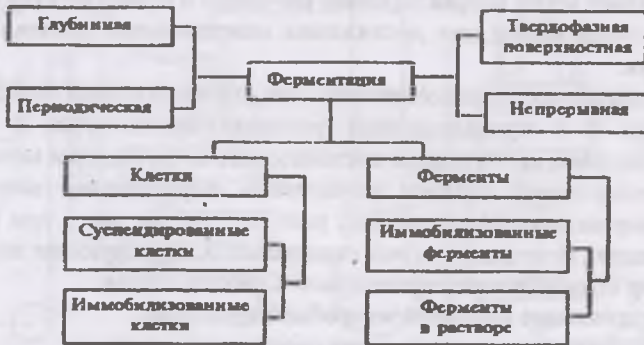 Глубинная
Твердофазная
поверхностная
Ферментация
Периодическая
Непрерывная
Клетки
Ферменты
Суспендированные
клетки
Иммобилизованные
ферменты
Иммобилизованные
клетки
Ферменты
в растворе